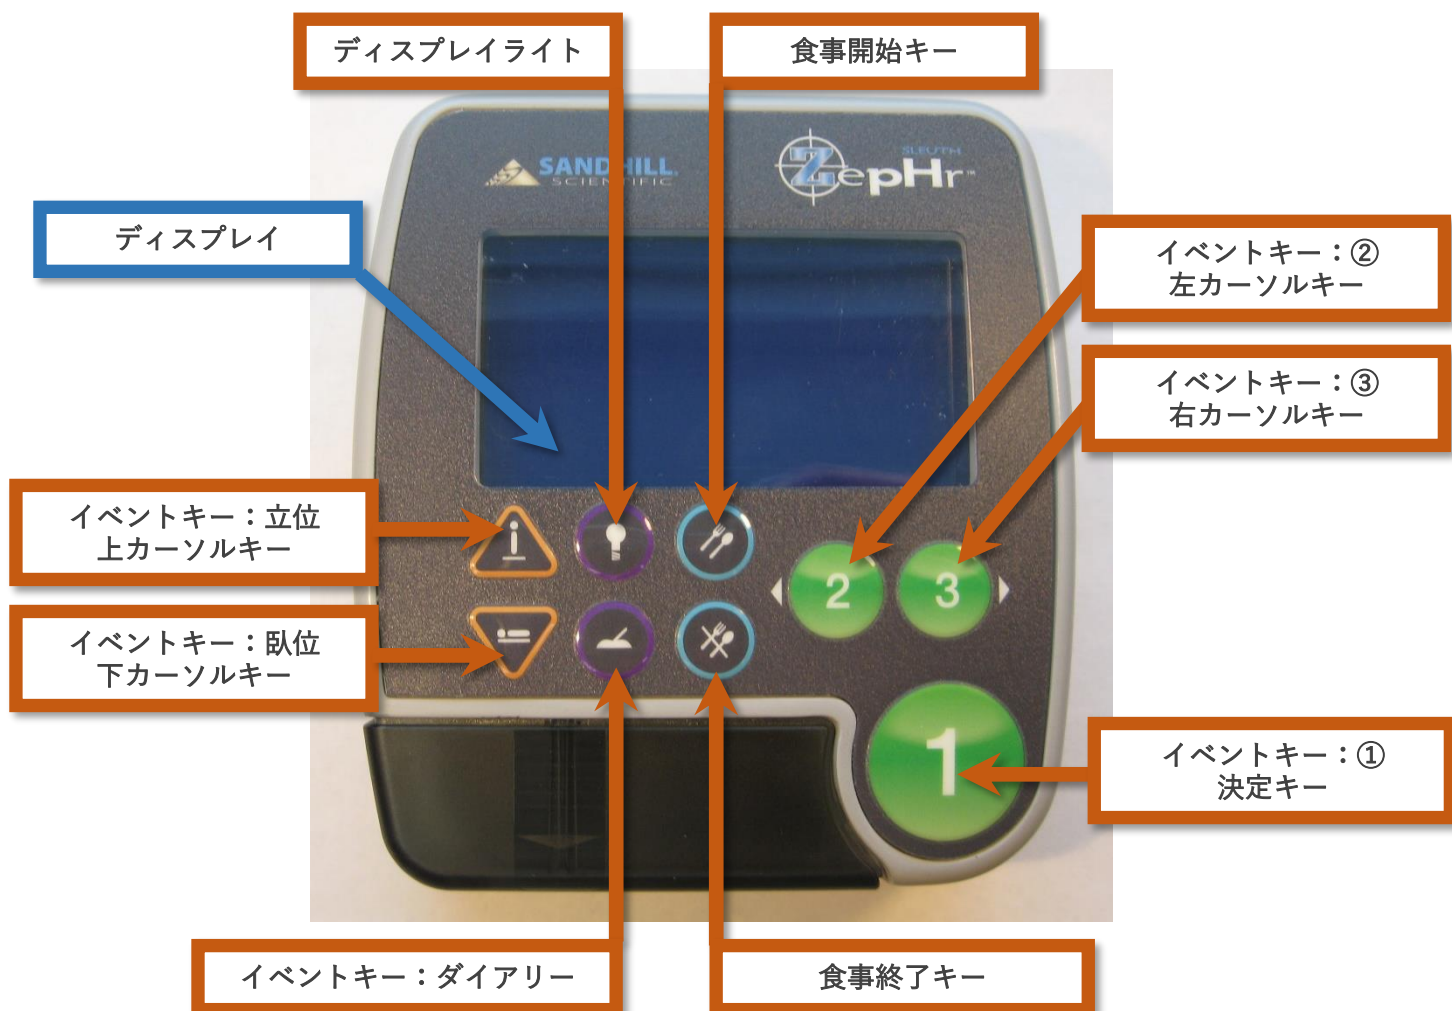 ディスプレイライト
食事開始キー
SANDHILL
SCIENTIFIC
SLEUTH
ZepHr™
ディスプレイ
イベントキー：②
左カーソルキー
イベントキー：③
右カーソルキー
イベントキー：立位
上カーソルキー
2
3
イベントキー：臥位
下カーソルキー
1
イベントキー：①
決定キー
イベントキー：ダイアリー
食事終了キー